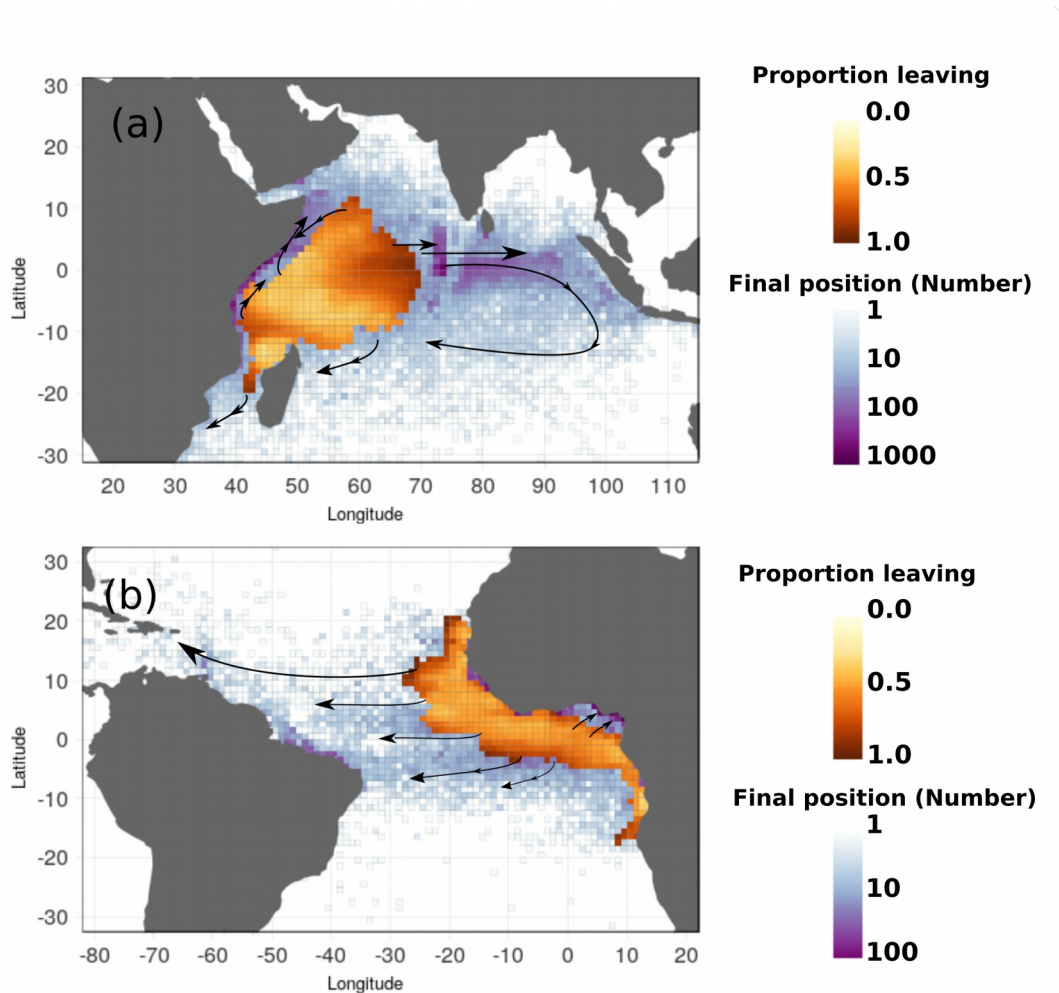 (a)
30
20
10
0
-10
-20
-30
Latitude
20 30 40 50 60 70 80 90 100 110
Longitude
Proportion leaving
0.0
0.5
1.0
Final position (Number)
1
10
100
1000
(b)
30
20
10
0
-10
-20
-30
Latitude
-80 -70 -60 -50 -40 -30 -20 -10 0 10 20
Longitude
Proportion leaving
0.0
0.5
1.0
Final position (Number)
1
10
100